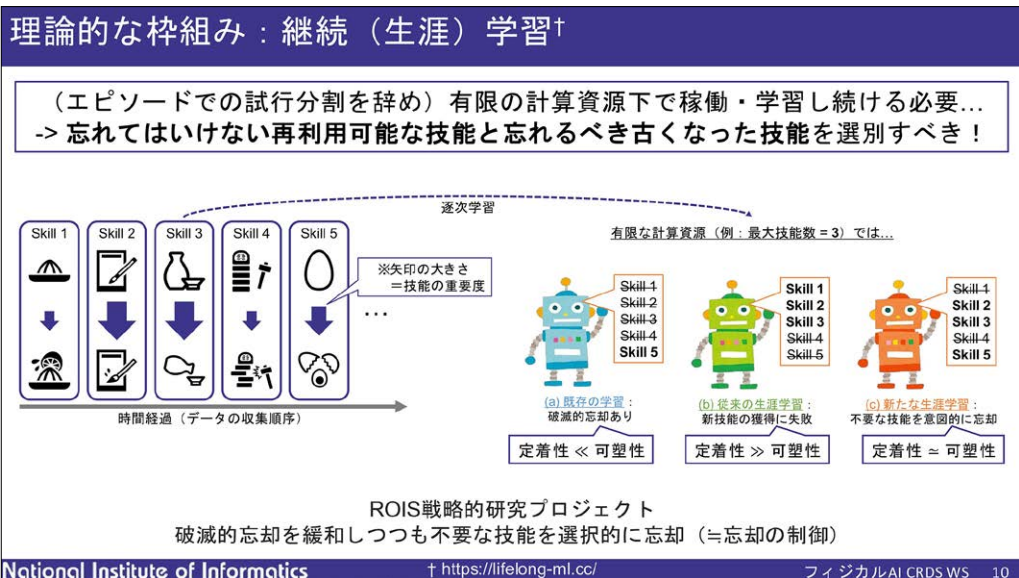 理論的な枠組み：継続（生涯）学習†
（エピソードでの試行分割を辞め）有限の計算資源下で稼働・学習し続ける必要…
-> 忘れてはいけない再利用可能な技能と忘れるべき古くなった技能を選別すべき！
逐次学習
Skill 1
Skill 2
Skill 3
Skill 4
Skill 5
※矢印の大きさ
＝技能の重要度
…
時間経過（データの収集順序）
有限な計算資源（例：最大技能数 = 3）では…
Skill 1
Skill 2
Skill 3
Skill 4
Skill 5
(a) 既存の学習：
破滅的忘却あり
定着性 ≪ 可塑性
Skill 1
Skill 2
Skill 3
Skill 4
Skill 5
(b) 従来の生涯学習：
新技能の獲得に失敗
定着性 ≫ 可塑性
Skill 1
Skill 2
Skill 3
Skill 4
Skill 5
(c) 新たな生涯学習：
不要な技能を意図的に忘却
定着性 ≃ 可塑性
ROIS戦略的研究プロジェクト
破滅的忘却を緩和しつつも不要な技能を選択的に忘却（≒忘却の制御）
National Institute of Informatics
† https://lifelong-ml.cc/
フィジカルAI CRDS WS
10